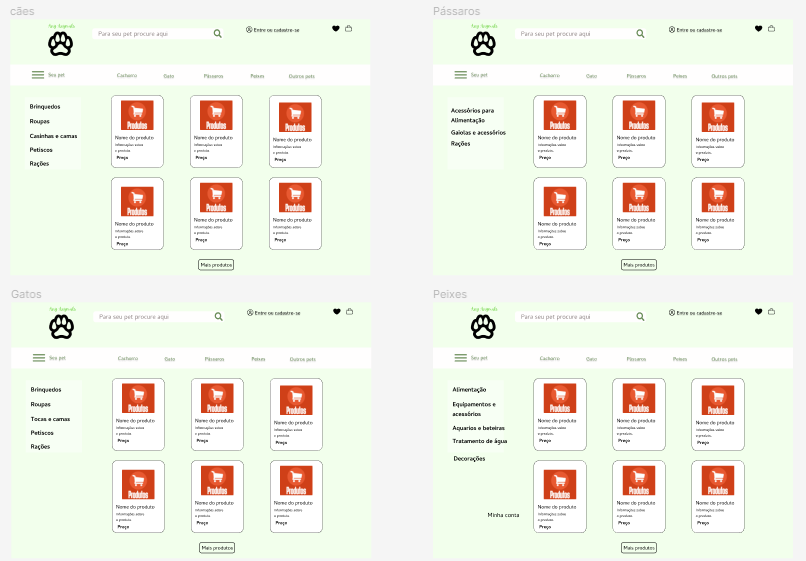 cães
Para seu pet procure aqui
Entre ou cadastre-se
Seu pet
Cachorro
Gato
Pássaros
Peixes
Outros pets
Brinquedos
Roupas
Casinhas e camas
Petiscos
Rações
Produtos
Nome do produto
Informações sobre
o produto
Preço
Produtos
Nome do produto
Informações sobre
o produto
Preço
Produtos
Nome do produto
Informações sobre
o produto
Preço
Produtos
Nome do produto
Informações sobre
o produto
Preço
Produtos
Nome do produto
Informações sobre
o produto
Preço
Produtos
Nome do produto
Informações sobre
o produto
Preço
Mais produtos
Pássaros
Para seu pet procure aqui
Entre ou cadastre-se
Seu pet
Cachorro
Gato
Pássaros
Peixes
Outros pets
Acessórios para
Alimentação
Gaiolas e acessórios
Rações
Produtos
Nome do produto
Informações sobre
o produto
Preço
Produtos
Nome do produto
Informações sobre
o produto
Preço
Produtos
Nome do produto
Informações sobre
o produto
Preço
Produtos
Nome do produto
Informações sobre
o produto
Preço
Produtos
Nome do produto
Informações sobre
o produto
Preço
Produtos
Nome do produto
Informações sobre
o produto
Preço
Mais produtos
Gatos
Para seu pet procure aqui
Entre ou cadastre-se
Seu pet
Cachorro
Gato
Pássaros
Peixes
Outros pets
Brinquedos
Roupas
Tocas e camas
Petiscos
Rações
Produtos
Nome do produto
Informações sobre
o produto
Preço
Produtos
Nome do produto
Informações sobre
o produto
Preço
Produtos
Nome do produto
Informações sobre
o produto
Preço
Produtos
Nome do produto
Informações sobre
o produto
Preço
Produtos
Nome do produto
Informações sobre
o produto
Preço
Produtos
Nome do produto
Informações sobre
o produto
Preço
Mais produtos
Peixes
Para seu pet procure aqui
Entre ou cadastre-se
Seu pet
Cachorro
Gato
Pássaros
Peixes
Outros pets
Alimentação
Equipamentos e
acessórios
Aquarios e beteiras
Tratamento de água
Decorações
Minha conta
Produtos
Nome do produto
Informações sobre
o produto
Preço
Produtos
Nome do produto
Informações sobre
o produto
Preço
Produtos
Nome do produto
Informações sobre
o produto
Preço
Produtos
Nome do produto
Informações sobre
o produto
Preço
Produtos
Nome do produto
Informações sobre
o produto
Preço
Produtos
Nome do produto
Informações sobre
o produto
Preço
Mais produtos